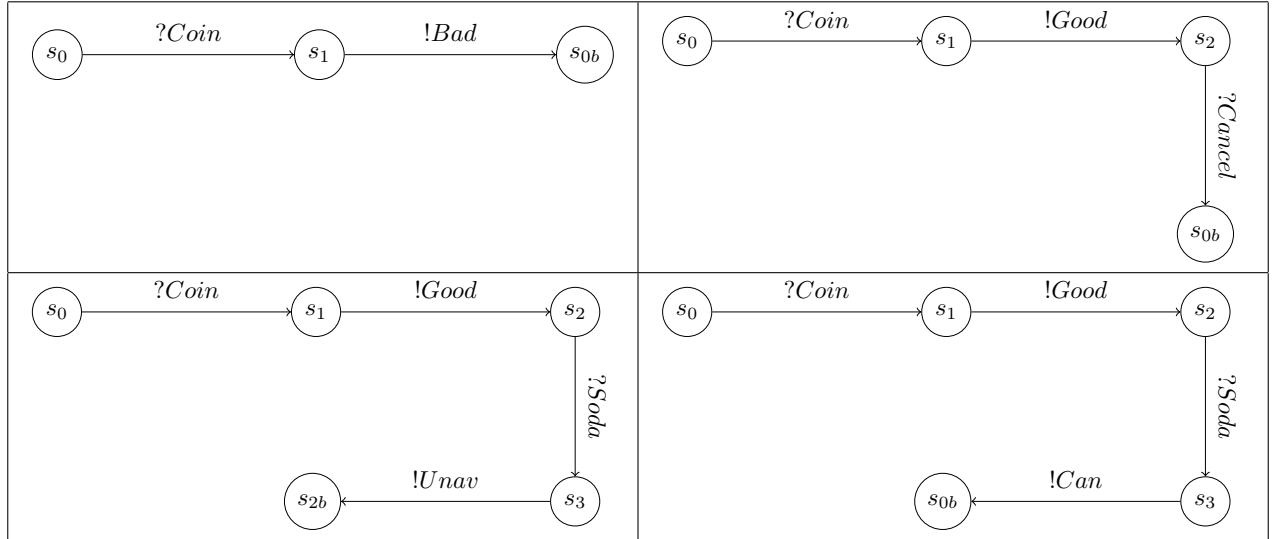 ?Coin !Bad
s0 s1 s0b
?Coin !Good
s0 s1 s2
?Cancel
s0b
?Coin !Good
s0 s1 s2
?Soda
!Unav
s2b s3
?Coin !Good
s0 s1 s2
?Soda
!Can
s0b s3